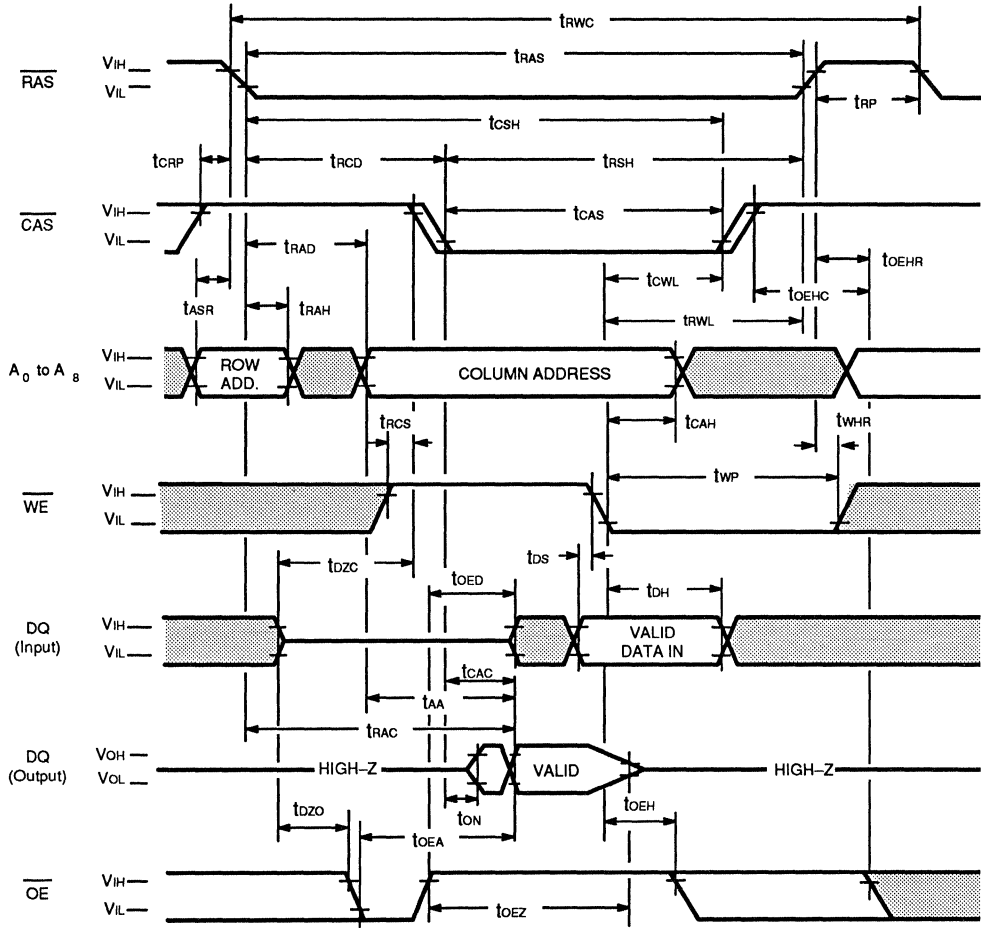 tRWC
tRAS
RAS
VIH
VIL
tRP
tCSH
tCRP
tRCD
tRSH
CAS
VIH
VIL
tCAS
tRAD
tCWL
tOEHR
tASR
tRAH
tOEHC
tRWL
A0 to A8
VIH
VIL
ROW ADD.
COLUMN ADDRESS
tRCS
tCAH
tWHR
tWP
WE
VIH
VIL
tDZC
tOED
tDS
tDH
DQ (Input)
VIH
VIL
VALID DATA IN
tCAC
tAA
tRAC
DQ (Output)
VOH
VOL
HIGH–Z
VALID
HIGH–Z
tDZO
tON
tOEH
tOEA
OE
VIH
VIL
tOEZ